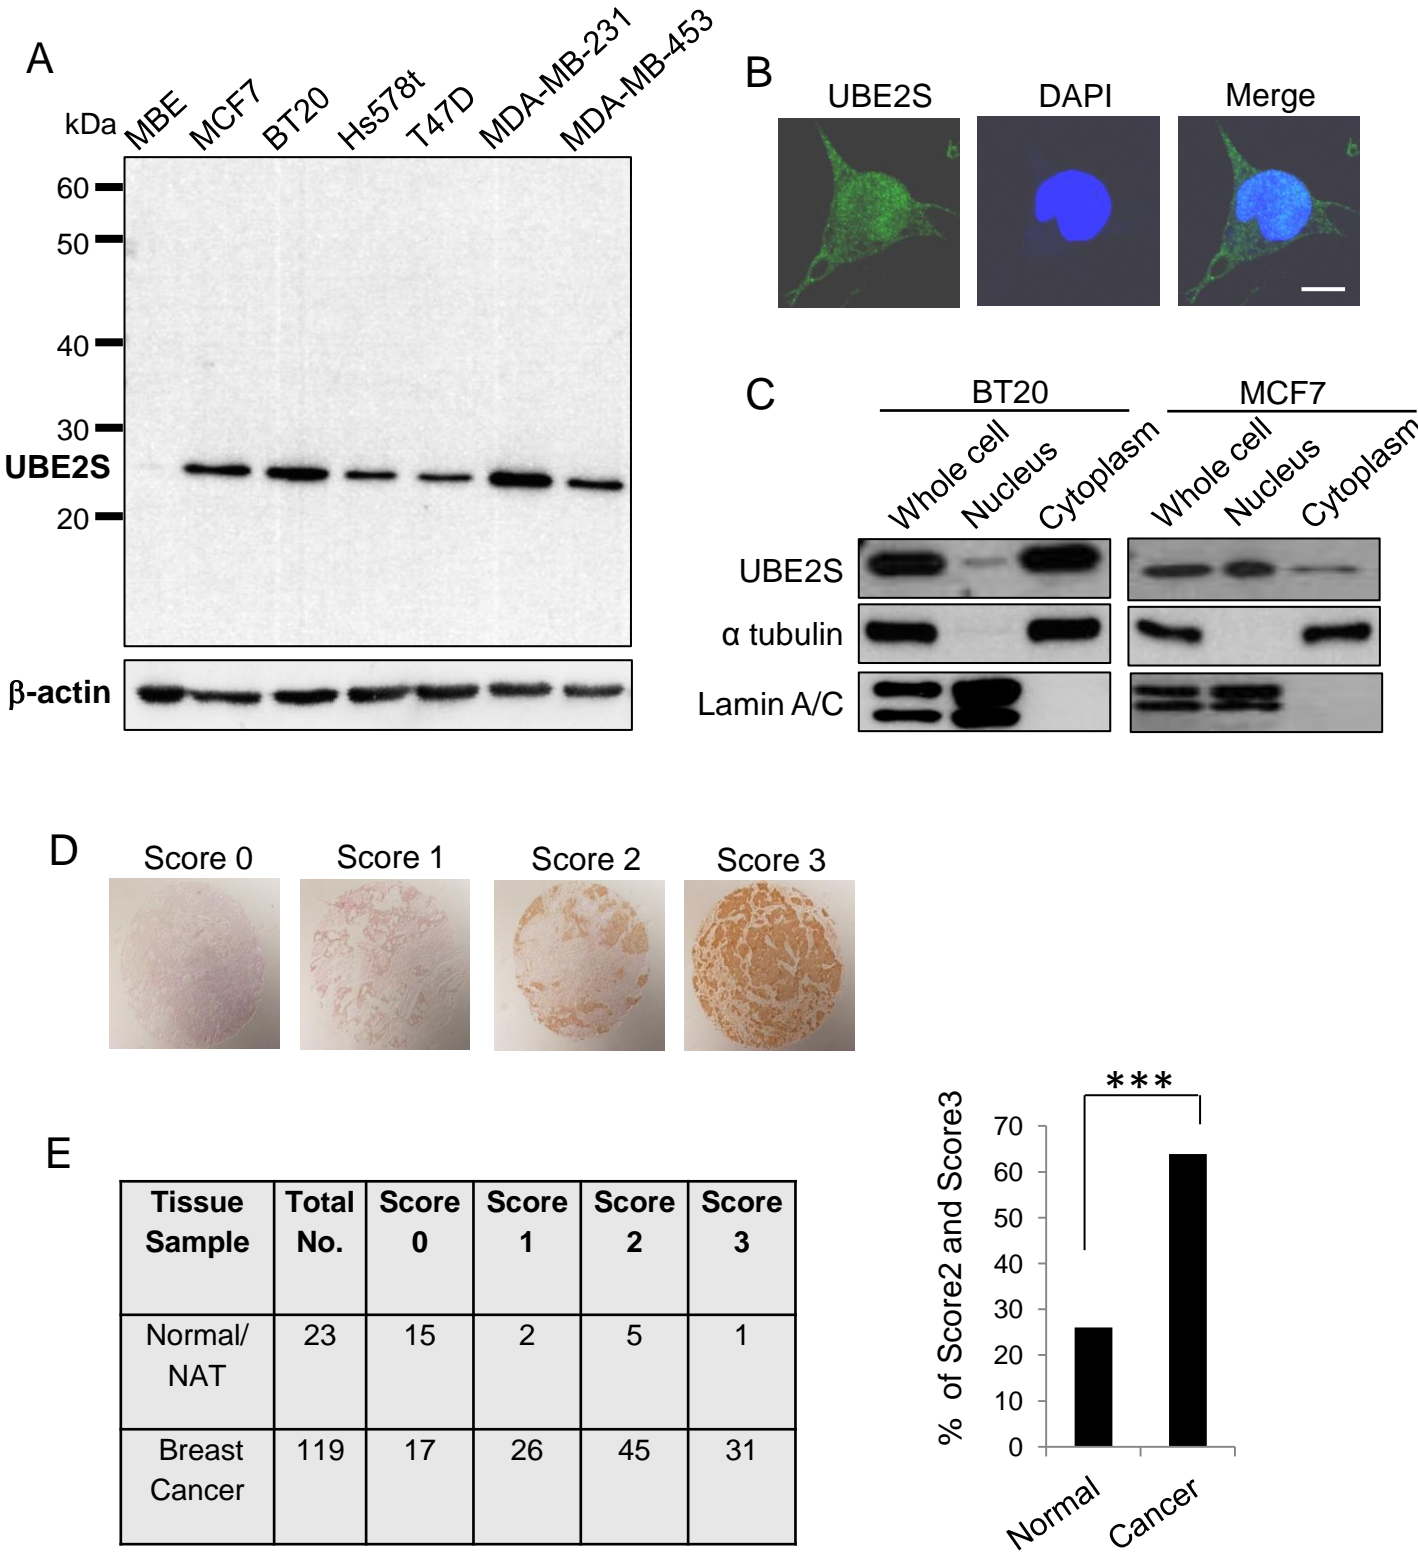 A
kDa
MBE
MCF7
BT20
Hs578t
T47D
MDA-MB-231
MDA-MB-453
60
50
40
30
UBE2S
20
β-actin
B
UBE2S
DAPI
Merge
C
BT20
MCF7
Whole cell
Nucleus
Cytoplasm
Whole cell
Nucleus
Cytoplasm
UBE2S
α tubulin
Lamin A/C
D
Score 0
Score 1
Score 2
Score 3
E
Tissue Sample Total No. Score 0 Score 1 Score 2 Score 3
Normal/ NAT 23 15 2 5 1
Breast Cancer 119 17 26 45 31
% of Score2 and Score3
***
70
60
50
40
30
20
10
0
Normal
Cancer